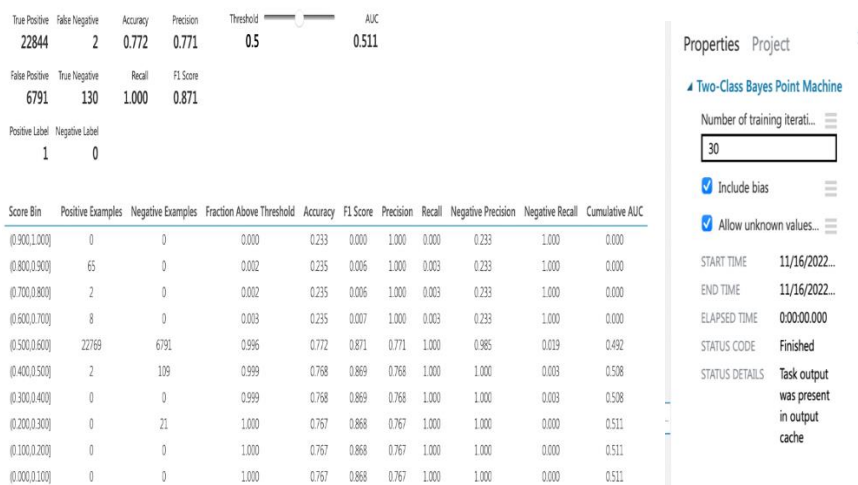 True Positive False Negative Accuracy Precision Threshold AUC
22844 2 0.772 0.771 0.5 0.511
False Positive True Negative Recall F1 Score
6791 130 1.000 0.871
Positive Label Negative Label
1 0
Score Bin Positive Examples Negative Examples Fraction Above Threshold Accuracy F1 Score Precision Recall Negative Precision Negative Recall Cumulative AUC
(0.900,1.000] 0 0 0.000 0.233 0.000 1.000 0.000 0.233 1.000 0.000
(0.800,0.900] 65 0 0.002 0.235 0.006 1.000 0.003 0.233 1.000 0.000
(0.700,0.800] 2 0 0.002 0.235 0.006 1.000 0.003 0.233 1.000 0.000
(0.600,0.700] 8 0 0.003 0.235 0.007 1.000 0.003 0.233 1.000 0.000
(0.500,0.600] 22769 6791 0.996 0.772 0.871 0.771 1.000 0.985 0.019 0.492
(0.400,0.500] 2 109 0.999 0.768 0.869 0.768 1.000 1.000 0.003 0.508
(0.300,0.400] 0 0 0.999 0.768 0.869 0.768 1.000 1.000 0.003 0.508
(0.200,0.300] 0 21 1.000 0.767 0.868 0.767 1.000 1.000 0.000 0.511
(0.100,0.200] 0 0 1.000 0.767 0.868 0.767 1.000 1.000 0.000 0.511
(0.000,0.100] 0 0 1.000 0.767 0.868 0.767 1.000 1.000 0.000 0.511
Properties Project
Two-Class Bayes Point Machine
Number of training iterati...
30
Include bias
Allow unknown values...
START TIME 11/16/2022...
END TIME 11/16/2022...
ELAPSED TIME 0:00:00.000
STATUS CODE Finished
STATUS DETAILS Task output
was present
in output
cache